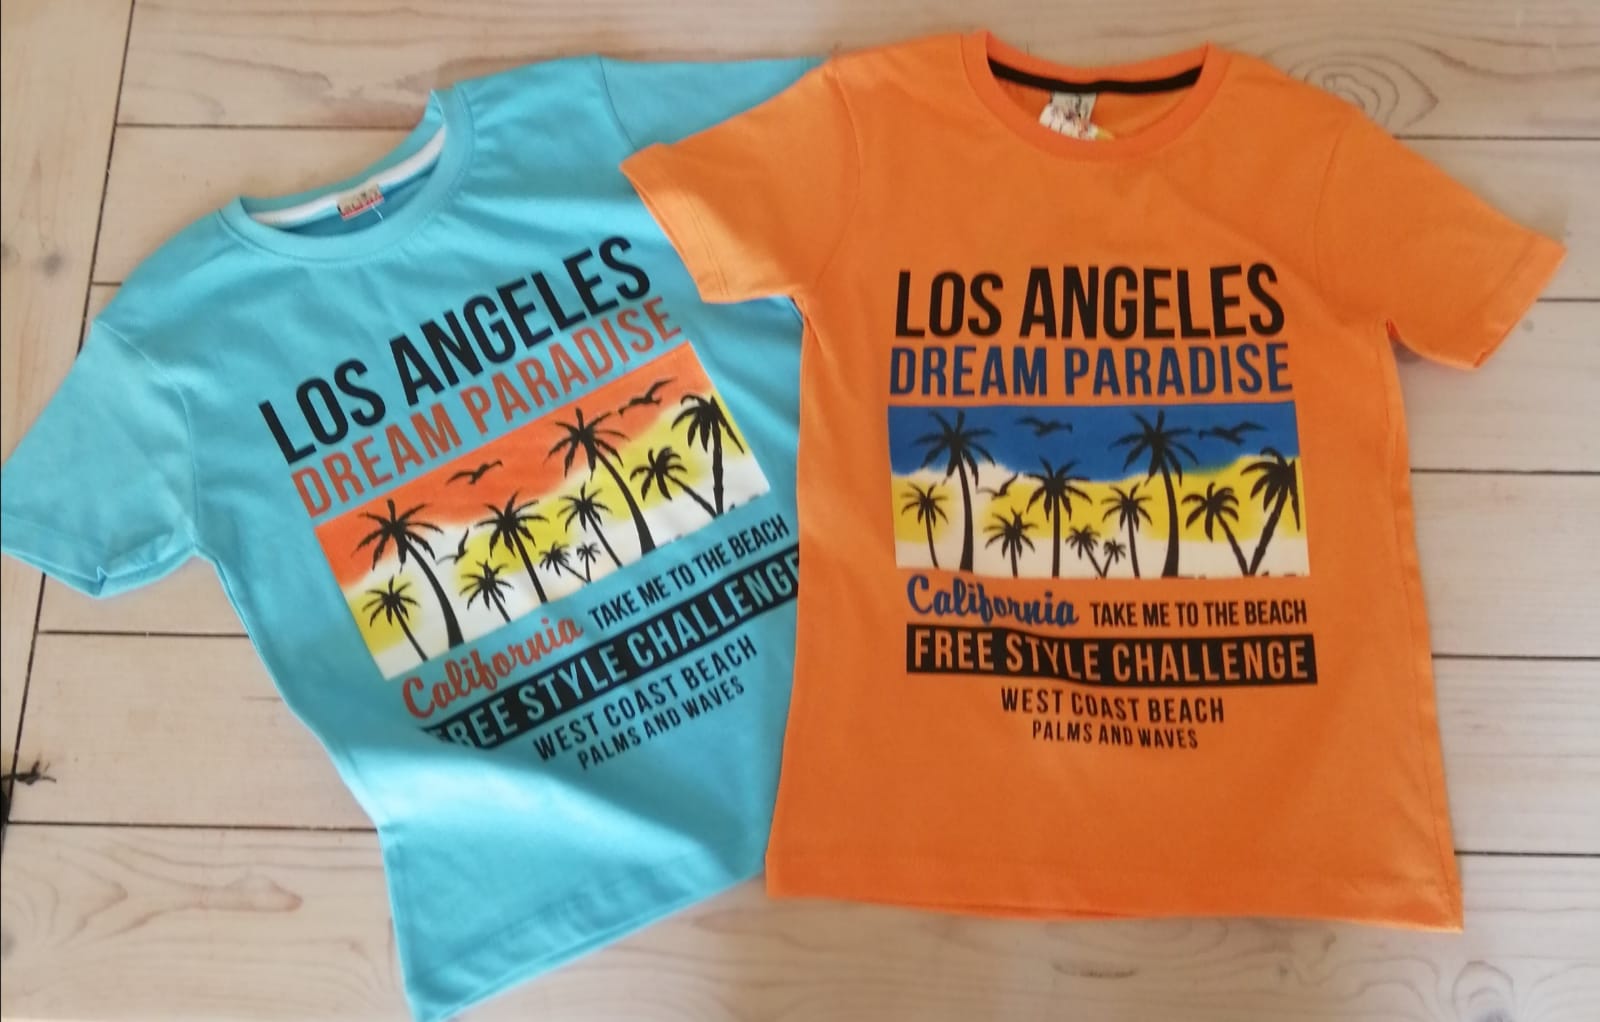 LOS ANGELES
DREAM PARADISE
California TAKE ME TO THE BEACH
FREE STYLE CHALLENGE
WEST COAST BEACH
PALMS AND WAVES
LOS ANGELES
DREAM PARADISE
California TAKE ME TO THE BEACH
FREE STYLE CHALLENGE
WEST COAST BEACH
PALMS AND WAVES